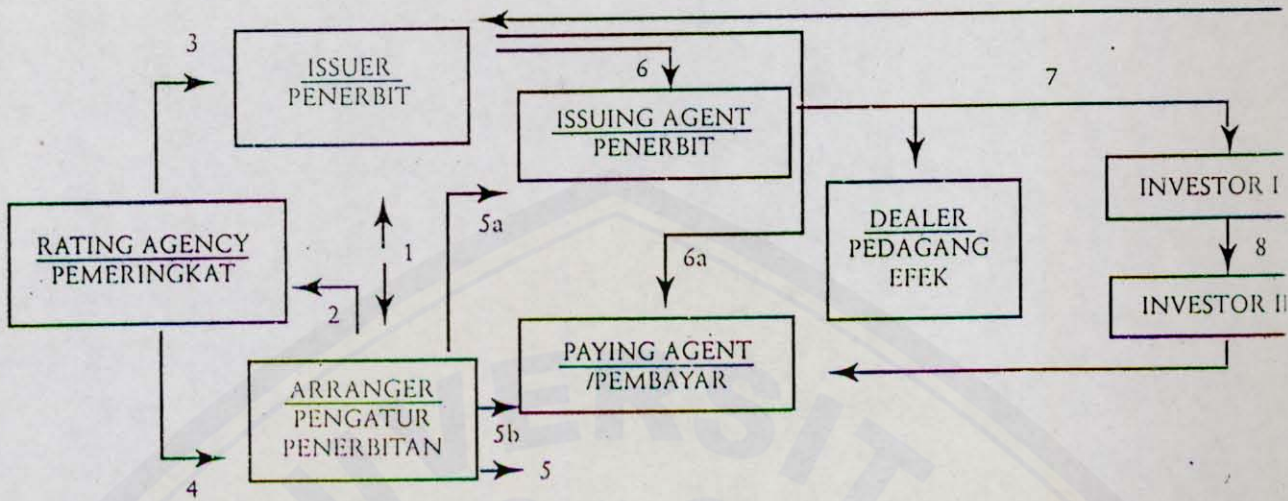 3
ISSUER
PENERBIT
6
7
ISSUING AGENT
PENERBIT
INVESTOR I
5a
DEALER
PEDAGANG
EFEK
RATING AGENCY
PEMERINGKAT
1
6a
8
2
INVESTOR II
PAYING AGENT
/PEMBAYAR
ARRANGER
PENGATUR
PENERBITAN
5b
4
5
UNIVERSIT